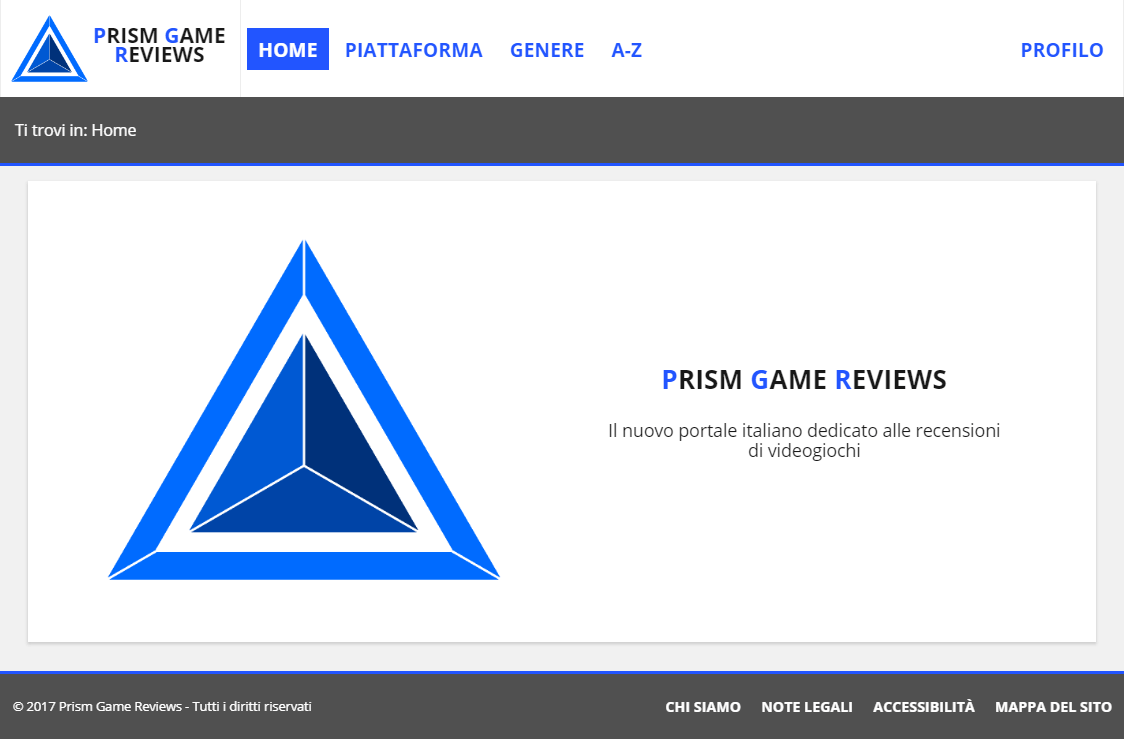 PRISM GAME
REVIEWS
HOME
PIATTAFORMA
GENERE
A-Z
PROFILO
Ti trovi in: Home
PRISM GAME REVIEWS
Il nuovo portale italiano dedicato alle recensioni
di videogiochi
© 2017 Prism Game Reviews - Tutti i diritti riservati
CHI SIAMO
NOTE LEGALI
ACCESSIBILITÀ
MAPPA DEL SITO